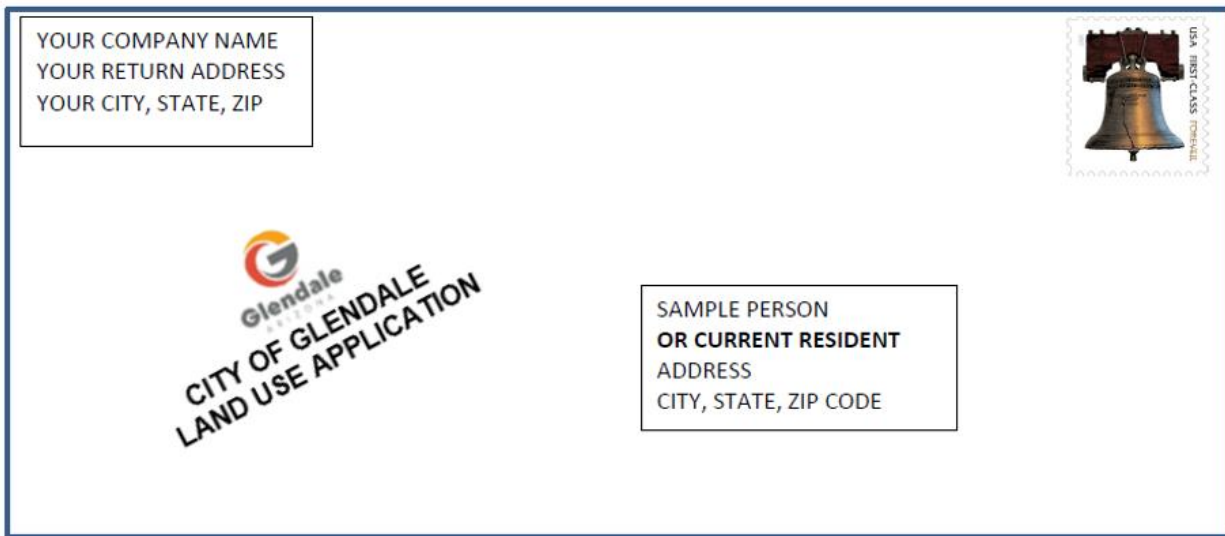 YOUR COMPANY NAME
YOUR RETURN ADDRESS
YOUR CITY, STATE, ZIP
USA FIRST-CLASS FOREVER
Glendale
ARIZONA
CITY OF GLENDALE
LAND USE APPLICATION
SAMPLE PERSON
OR CURRENT RESIDENT
ADDRESS
CITY, STATE, ZIP CODE